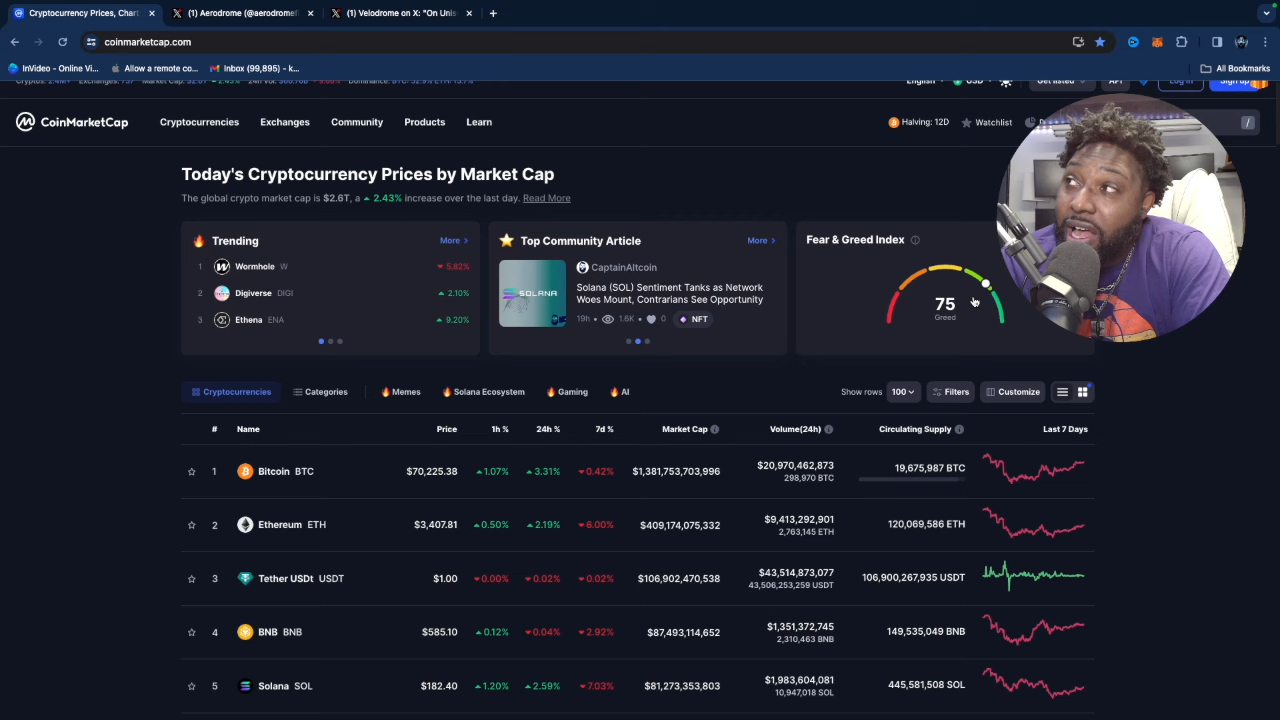 Cryptocurrency Prices, Chart
(1) Aerodrome (@aerodromef
(1) Velodrome on X: "On Unis
coinmarketcap.com
InVideo - Online Vi...
Allow a remote co...
Inbox (99,895) - k...
All Bookmarks
English
USD
Get listed
API
Log In
Sign up
CoinMarketCap
Cryptocurrencies
Exchanges
Community
Products
Learn
Halving: 12D
Watchlist
/
Today's Cryptocurrency Prices by Market Cap
The global crypto market cap is $2.6T, a 2.43% increase over the last day. Read More
Trending
More
1 Wormhole W 5.82%
2 Digiverse DIGI 2.10%
3 Ethena ENA 9.20%
Top Community Article
More
CaptainAltcoin
Solana (SOL) Sentiment Tanks as Network
Woes Mount, Contrarians See Opportunity
SOLANA
19h • 1.6K • 0 NFT
Fear & Greed Index
75
Greed
Cryptocurrencies
Categories
Memes
Solana Ecosystem
Gaming
AI
Show rows 100
Filters
Customize
# Name Price 1h % 24h % 7d % Market Cap Volume(24h) Circulating Supply Last 7 Days
1 Bitcoin BTC $70,225.38 1.07% 3.31% 0.42% $1,381,753,703,996 $20,970,462,873 19,675,987 BTC
298,970 BTC
2 Ethereum ETH $3,407.81 0.50% 2.19% 6.00% $409,174,075,332 $9,413,292,901 120,069,586 ETH
2,763,145 ETH
3 Tether USDt USDT $1.00 0.00% 0.02% 0.02% $106,902,470,538 $43,514,873,077 106,900,267,935 USDT
43,506,253,259 USDT
4 BNB BNB $585.10 0.12% 0.04% 2.92% $87,493,114,652 $1,351,372,745 149,535,049 BNB
2,310,463 BNB
5 Solana SOL $182.40 1.20% 2.59% 7.03% $81,273,353,803 $1,983,604,081 445,581,508 SOL
10,947,018 SOL